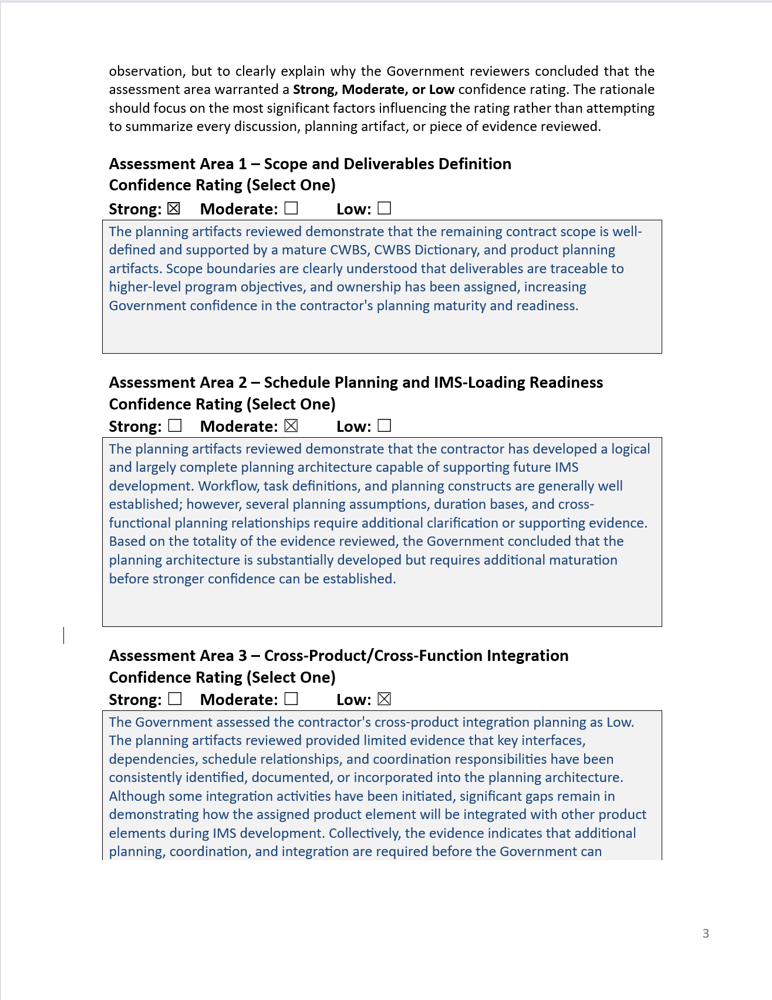 observation, but to clearly explain why the Government reviewers concluded that the
assessment area warranted a Strong, Moderate, or Low confidence rating. The rationale
should focus on the most significant factors influencing the rating rather than attempting
to summarize every discussion, planning artifact, or piece of evidence reviewed.
Assessment Area 1 – Scope and Deliverables Definition
Confidence Rating (Select One)
Strong: ☒ Moderate: ☐ Low: ☐
The planning artifacts reviewed demonstrate that the remaining contract scope is well-
defined and supported by a mature CWBS, CWBS Dictionary, and product planning
artifacts. Scope boundaries are clearly understood that deliverables are traceable to
higher-level program objectives, and ownership has been assigned, increasing
Government confidence in the contractor's planning maturity and readiness.
Assessment Area 2 – Schedule Planning and IMS-Loading Readiness
Confidence Rating (Select One)
Strong: ☐ Moderate: ☒ Low: ☐
The planning artifacts reviewed demonstrate that the contractor has developed a logical
and largely complete planning architecture capable of supporting future IMS
development. Workflow, task definitions, and planning constructs are generally well
established; however, several planning assumptions, duration bases, and cross-
functional planning relationships require additional clarification or supporting evidence.
Based on the totality of the evidence reviewed, the Government concluded that the
planning architecture is substantially developed but requires additional maturation
before stronger confidence can be established.
Assessment Area 3 – Cross-Product/Cross-Function Integration
Confidence Rating (Select One)
Strong: ☐ Moderate: ☐ Low: ☒
The Government assessed the contractor's cross-product integration planning as Low.
The planning artifacts reviewed provided limited evidence that key interfaces,
dependencies, schedule relationships, and coordination responsibilities have been
consistently identified, documented, or incorporated into the planning architecture.
Although some integration activities have been initiated, significant gaps remain in
demonstrating how the assigned product element will be integrated with other product
elements during IMS development. Collectively, the evidence indicates that additional
planning, coordination, and integration are required before the Government can
3